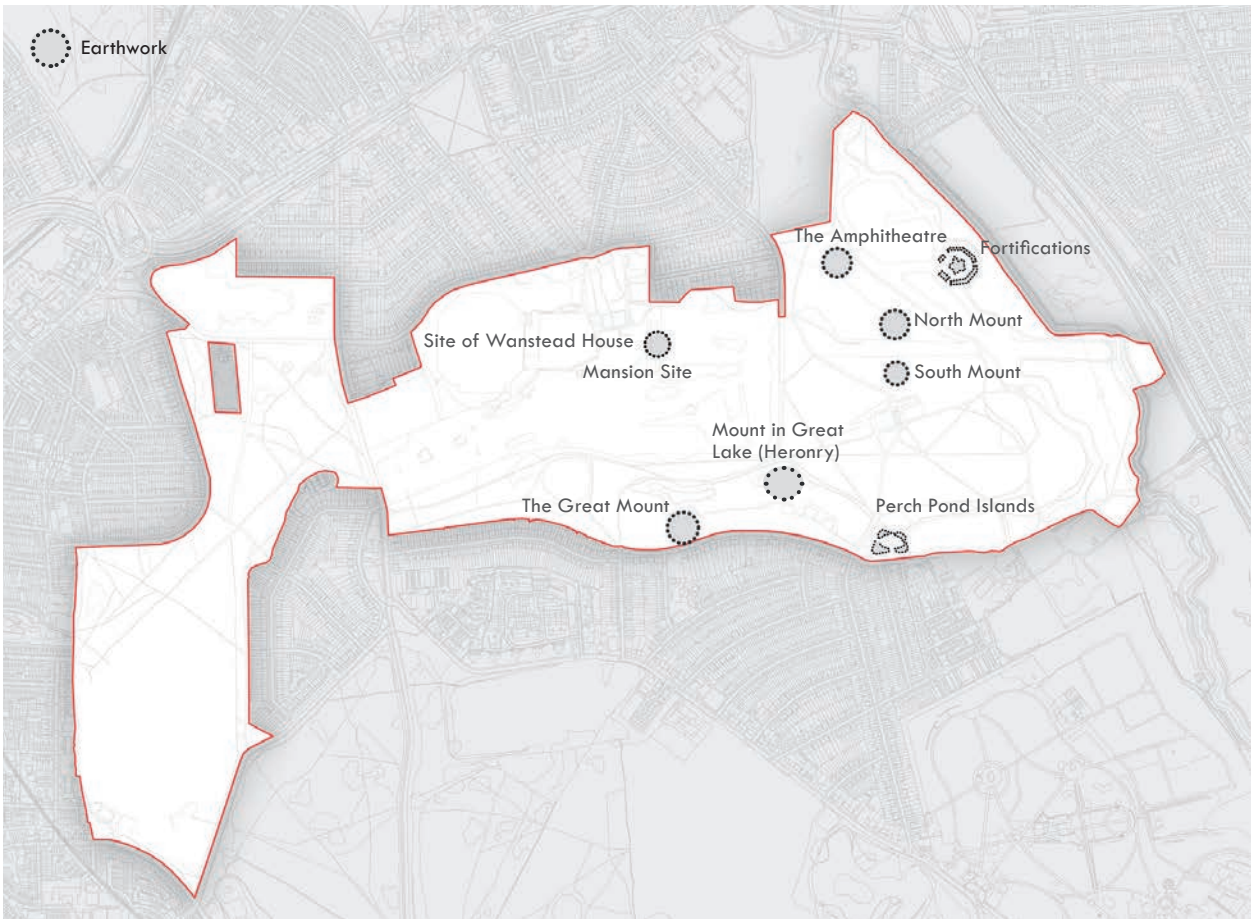 Earthwork
The Amphitheatre
Fortifications
North Mount
Site of Wanstead House
Mansion Site
South Mount
Mount in Great
Lake (Heronry)
The Great Mount
Perch Pond Islands